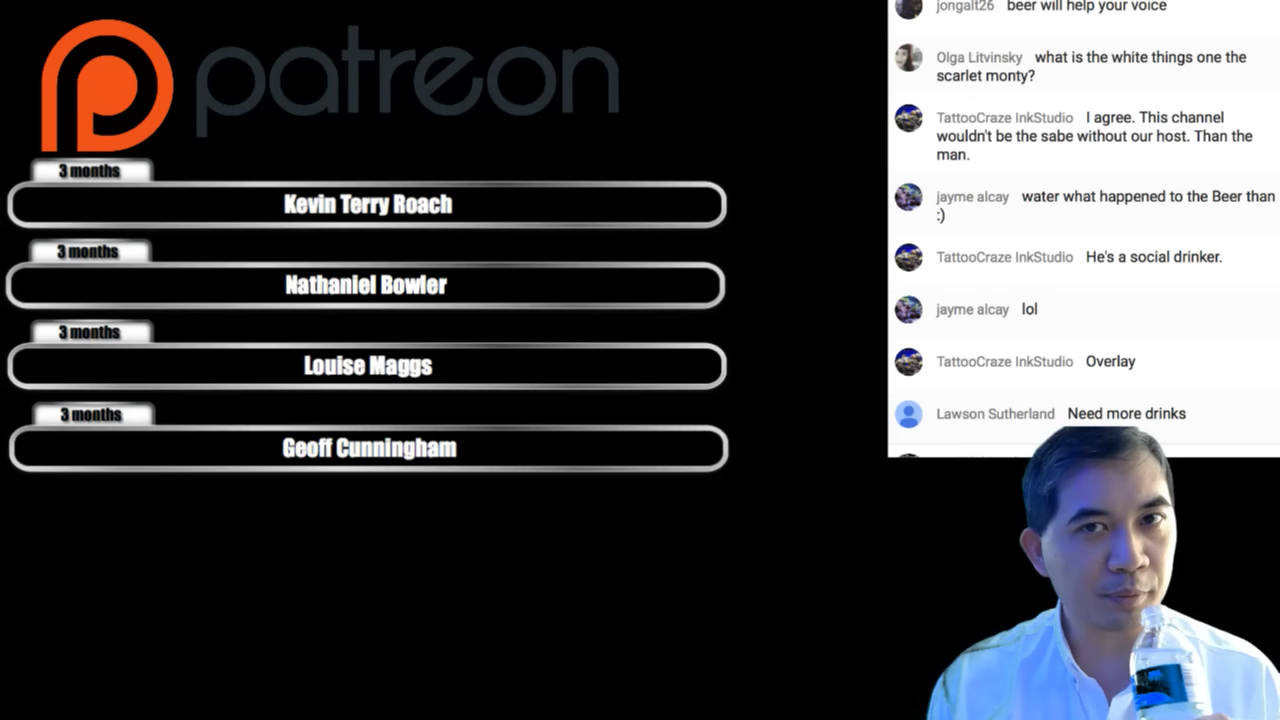 patreon
3 months
Kevin Terry Roach
3 months
Nathaniel Bowler
3 months
Louise Maggs
3 months
Geoff Cunningham
jongalt26 beer will help your voice
Olga Litvinsky what is the white things one the
scarlet monty?
TattooCraze InkStudio I agree. This channel
wouldn't be the sabe without our host. Than the
man.
jayme alcay water what happened to the Beer than
:)
TattooCraze InkStudio He's a social drinker.
jayme alcay lol
TattooCraze InkStudio Overlay
Lawson Sutherland Need more drinks